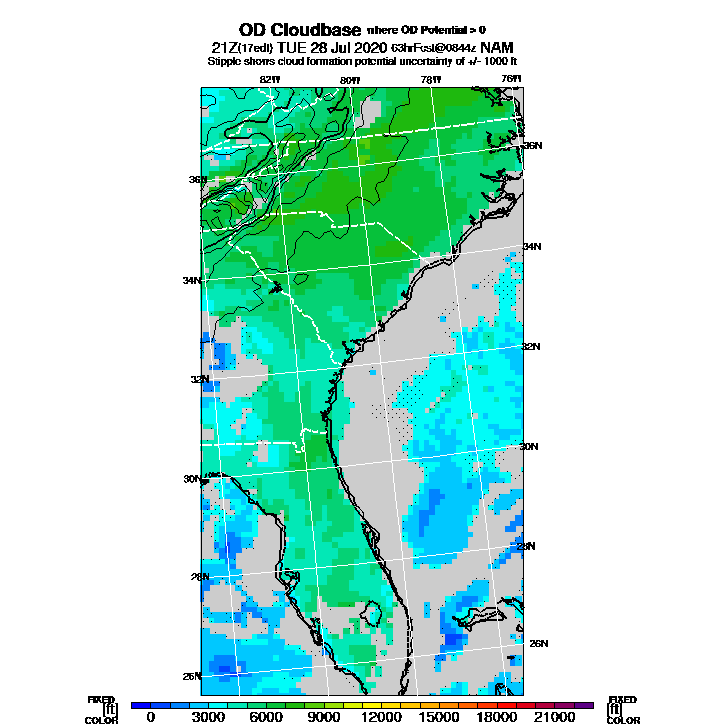 OD Cloudbase where OD Potential > 0
21Z(17edt) TUE 28 Jul 2020 63hrFcst@0844z NAM
Stipple shows cloud formation potential uncertainty of +/- 1000 ft
82W 80W 78W 76W
36N 36N
34N 34N
32N 32N
30N 30N
28N 28N
26N 26N
FIXED FIXED
[ft] 0 3000 6000 9000 12000 15000 18000 21000 [ft]
COLOR COLOR